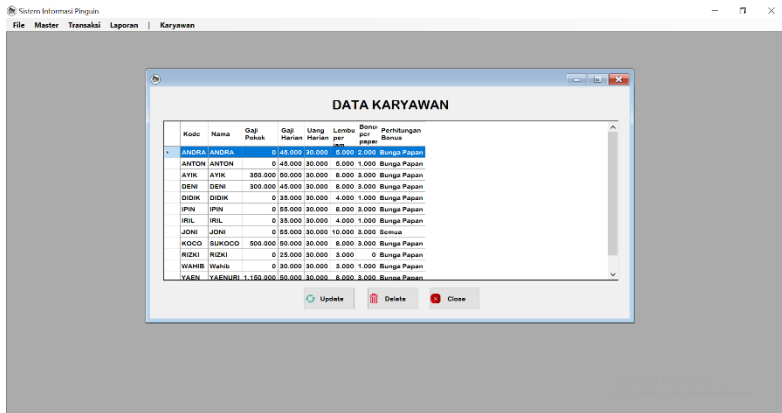 Sistem Informasi Pinguin
File Master Transaksi Laporan | Karyawan
DATA KARYAWAN
Kode Nama Gaji Pokok Gaji Harian Uang Harian Lembu per jam Bonu per papan Perhitungan Bonus
ANDRA ANDRA 0 45.000 30.000 5.000 2.000 Bunga Papan
ANTON ANTON 0 45.000 30.000 5.000 1.000 Bunga Papan
AYIK AYIK 350.000 50.000 30.000 8.000 3.000 Bunga Papan
DENI DENI 300.000 45.000 30.000 8.000 3.000 Bunga Papan
DIDIK DIDIK 0 35.000 30.000 4.000 1.000 Bunga Papan
IPIN IPIN 0 55.000 30.000 8.000 3.000 Bunga Papan
IRIL IRIL 0 35.000 30.000 4.000 1.000 Bunga Papan
JONI JONI 0 55.000 30.000 10.000 3.000 Semua
KOCO SUKOCO 500.000 50.000 30.000 8.000 3.000 Bunga Papan
RIZKI RIZKI 0 25.000 30.000 3.000 0 Bunga Papan
WAHIB Wahib 0 30.000 30.000 3.000 1.000 Bunga Papan
YAEN YAENURI 1.150.000 50.000 30.000 8.000 3.000 Bunga Papan
Update Delete Close